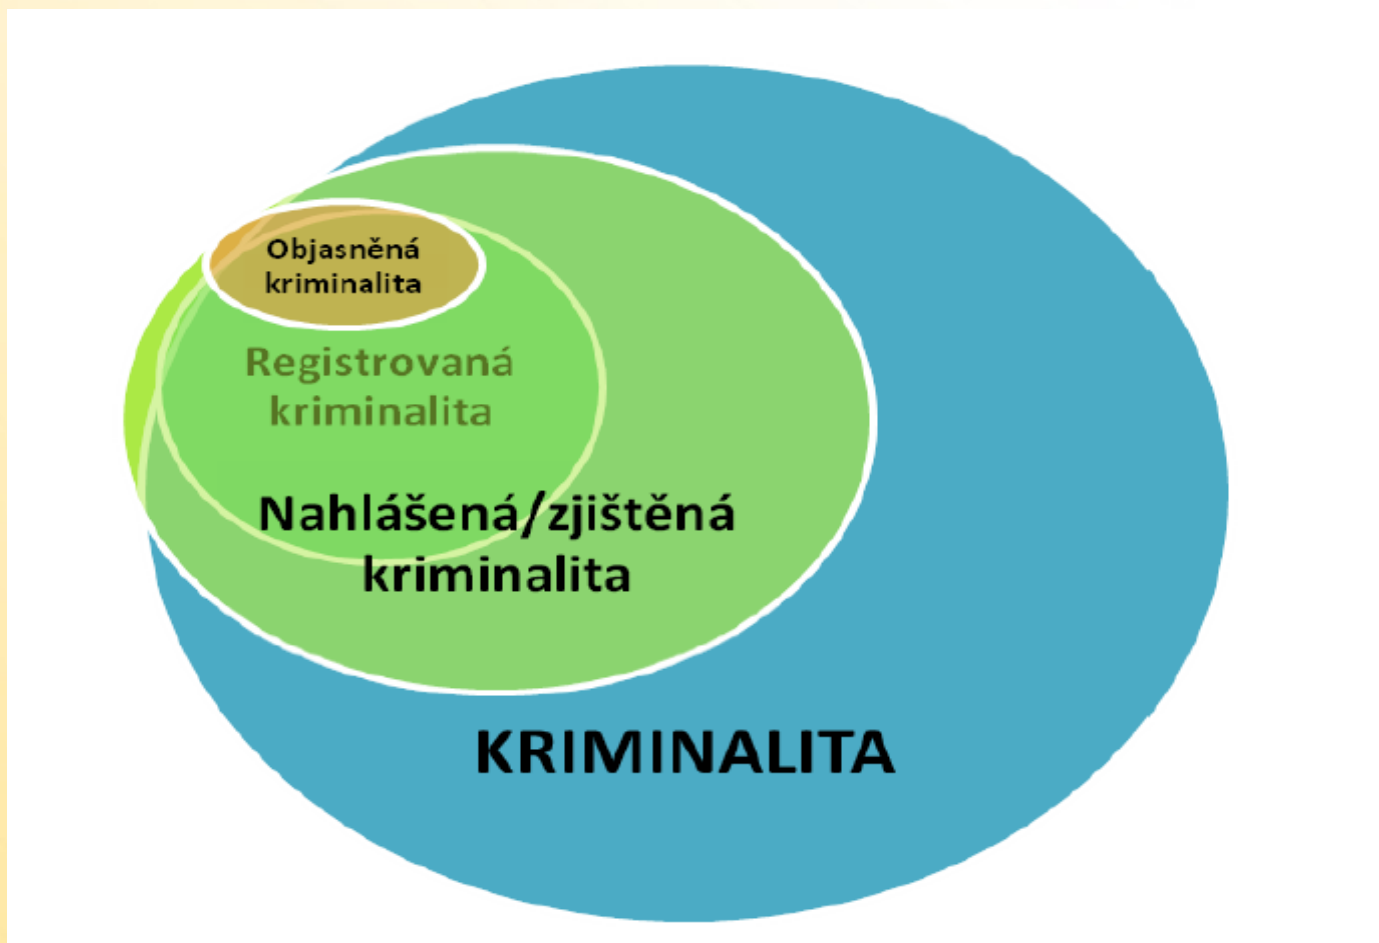 Objasněná
kriminalita
Registrovaná
kriminalita
Nahlášená/zjištěná
kriminalita
KRIMINALITA